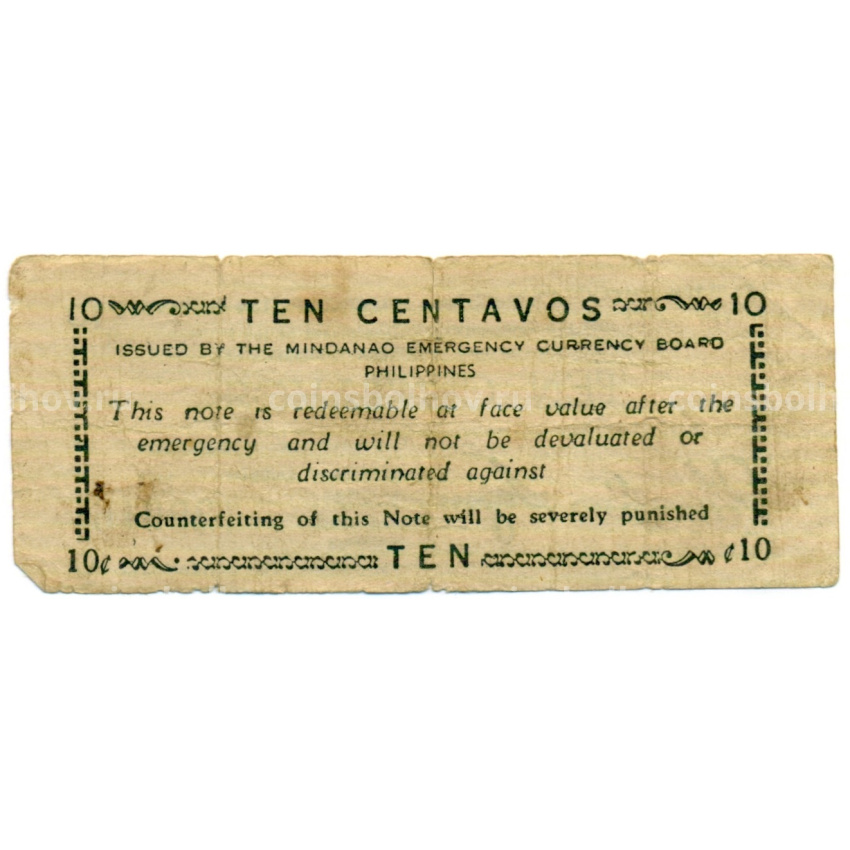 10 TEN CENTAVOS 10
ISSUED BY THE MINDANAO EMERGENCY CURRENCY BOARD
PHILIPPINES
This note is redeemable at face value after the
emergency and will not be devaluated or
discriminated against
Counterfeiting of this Note will be severely punished
10¢ TEN ¢10